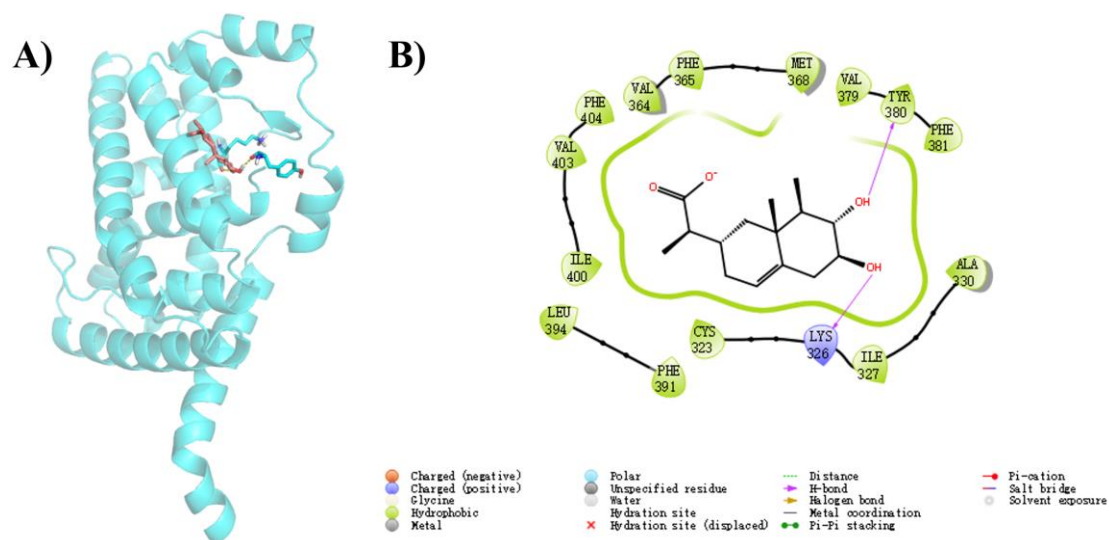 A)
B)
PHE
365
MET
368
VAL
364
VAL
379
TYR
380
PHE
404
PHE
381
VAL
403
O
O-
OH
OH
ILE
400
ALA
330
LEU
394
CYS
323
LYS
326
ILE
327
PHE
391
Charged (negative)
Charged (positive)
Glycine
Hydrophobic
Metal
Polar
Unspecified residue
Water
Hydration site
Hydration site (displaced)
Distance
H-bond
Halogen bond
Metal coordination
Pi-Pi stacking
Pi-cation
Salt bridge
Solvent exposure